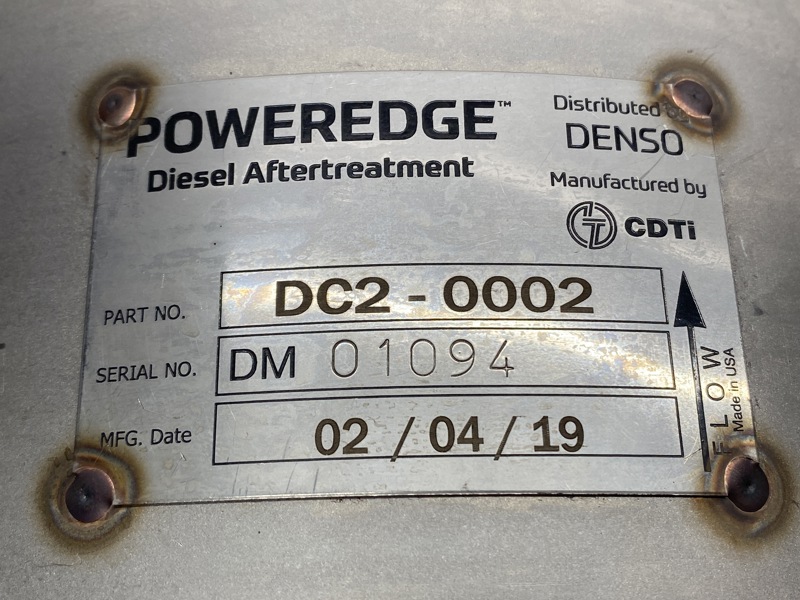 POWEREDGE™
Diesel Aftertreatment
Distributed by
DENSO
Manufactured by
CDTi
PART NO. DC2-0002
SERIAL NO. DM 01094
MFG. Date 02 / 04 / 19
FLOW
Made in USA